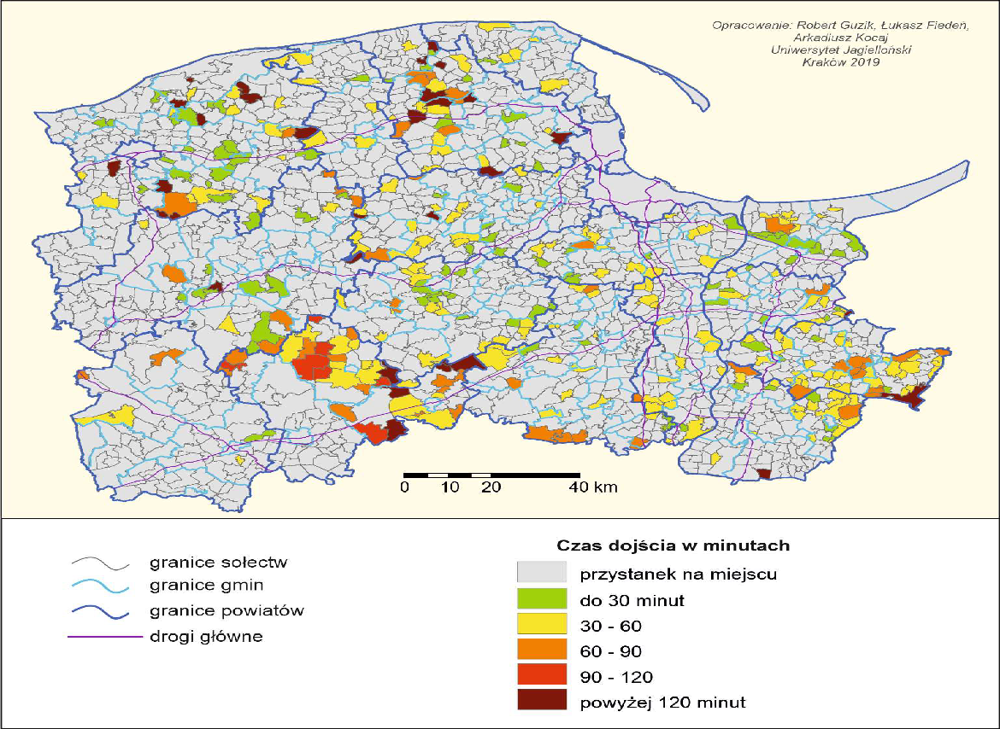 Opracowanie: Robert Guzik, Łukasz Fiedeń,
Arkadiusz Kocaj
Uniwersytet Jagielloński
Kraków 2019
0 10 20 40 km
granice sołectw
granice gmin
granice powiatów
drogi główne
Czas dojścia w minutach
przystanek na miejscu
do 30 minut
30 - 60
60 - 90
90 - 120
powyżej 120 minut